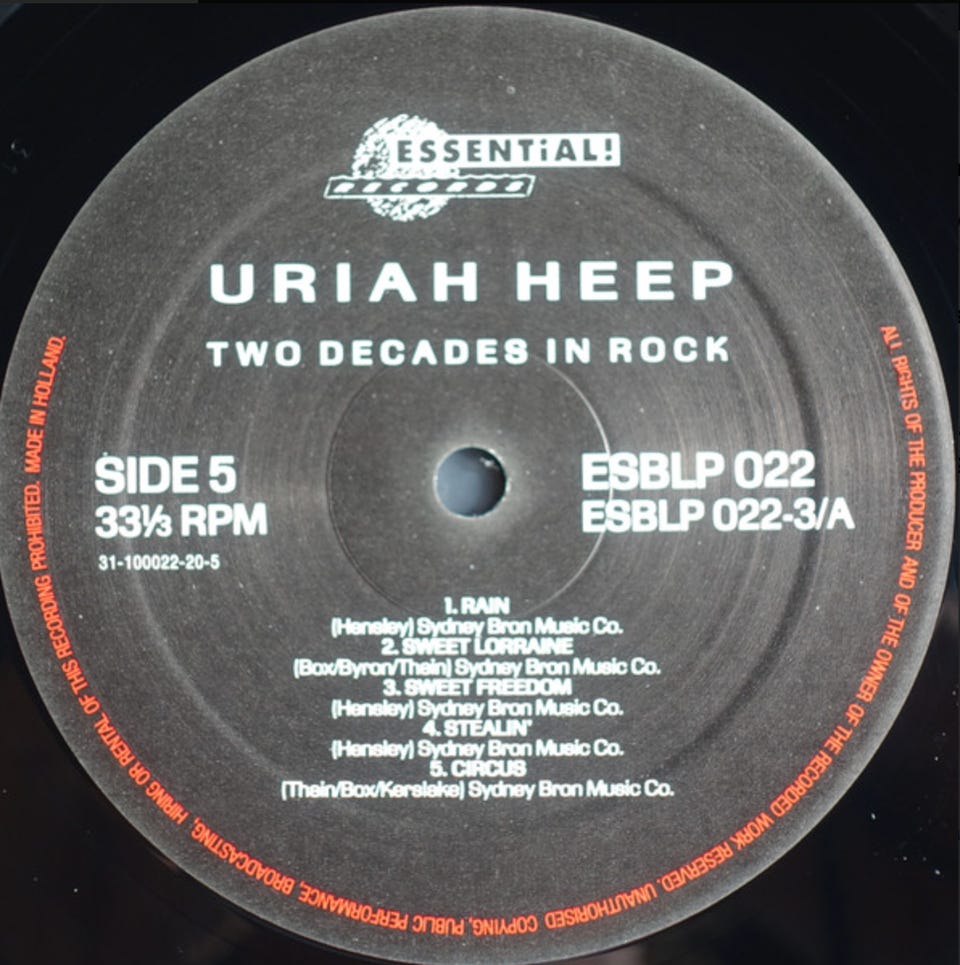 ESSENTiAL!
RECORDS
URIAH HEEP
TWO DECADES IN ROCK
SIDE 5
33⅓ RPM
31-100022-20-5
ESBLP 022
ESBLP 022-3/A
1. RAIN
(Hensley) Sydney Bron Music Co.
2. SWEET LORRAINE
(Box/Byron/Thain) Sydney Bron Music Co.
3. SWEET FREEDOM
(Hensley) Sydney Bron Music Co.
4. STEALIN'
(Hensley) Sydney Bron Music Co.
5. CIRCUS
(Thain/Box/Kerslake) Sydney Bron Music Co.
ALL RIGHTS OF THE PRODUCER AND OF THE OWNER OF THE RECORDED WORK RESERVED. UNAUTHORISED COPYING, PUBLIC PERFORMANCE, BROADCASTING, HIRING OR RENTAL OF THIS RECORDING PROHIBITED. MADE IN HOLLAND.